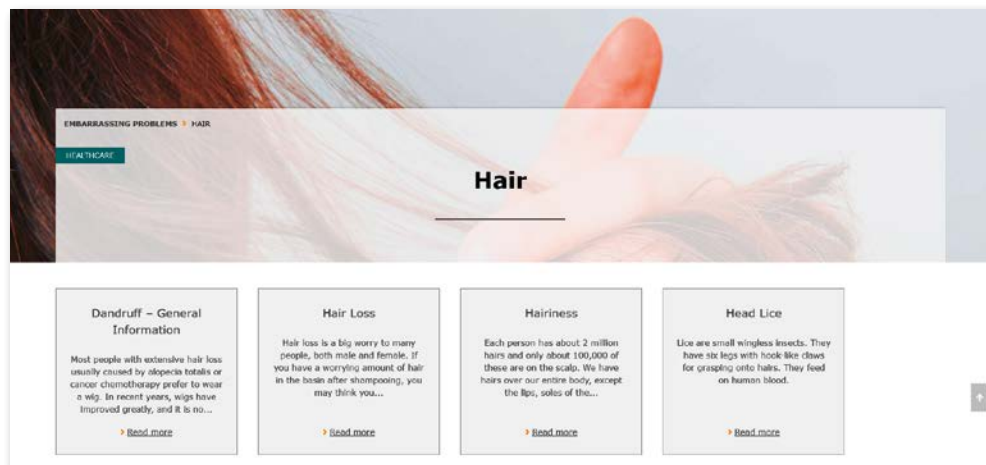 EMBARRASSING PROBLEMS > HAIR
HEALTHCARE
Hair
Dandruff – General
Information
Most people with extensive hair loss
usually caused by alopecia totalis or
cancer chemotherapy prefer to wear
a wig. In recent years, wigs have
improved greatly, and it is no...
> Read more
Hair Loss
Hair loss is a big worry to many
people, both male and female. If
you have a worrying amount of hair
in the basin after shampooing, you
may think you...
> Read more
Hairiness
Each person has about 2 million
hairs and only about 100,000 of
these are on the scalp. We have
hairs over our entire body, except
the lips, soles of the...
> Read more
Head Lice
Lice are small wingless insects. They
have six legs with hook-like claws
for grasping onto hairs. They feed
on human blood.
> Read more